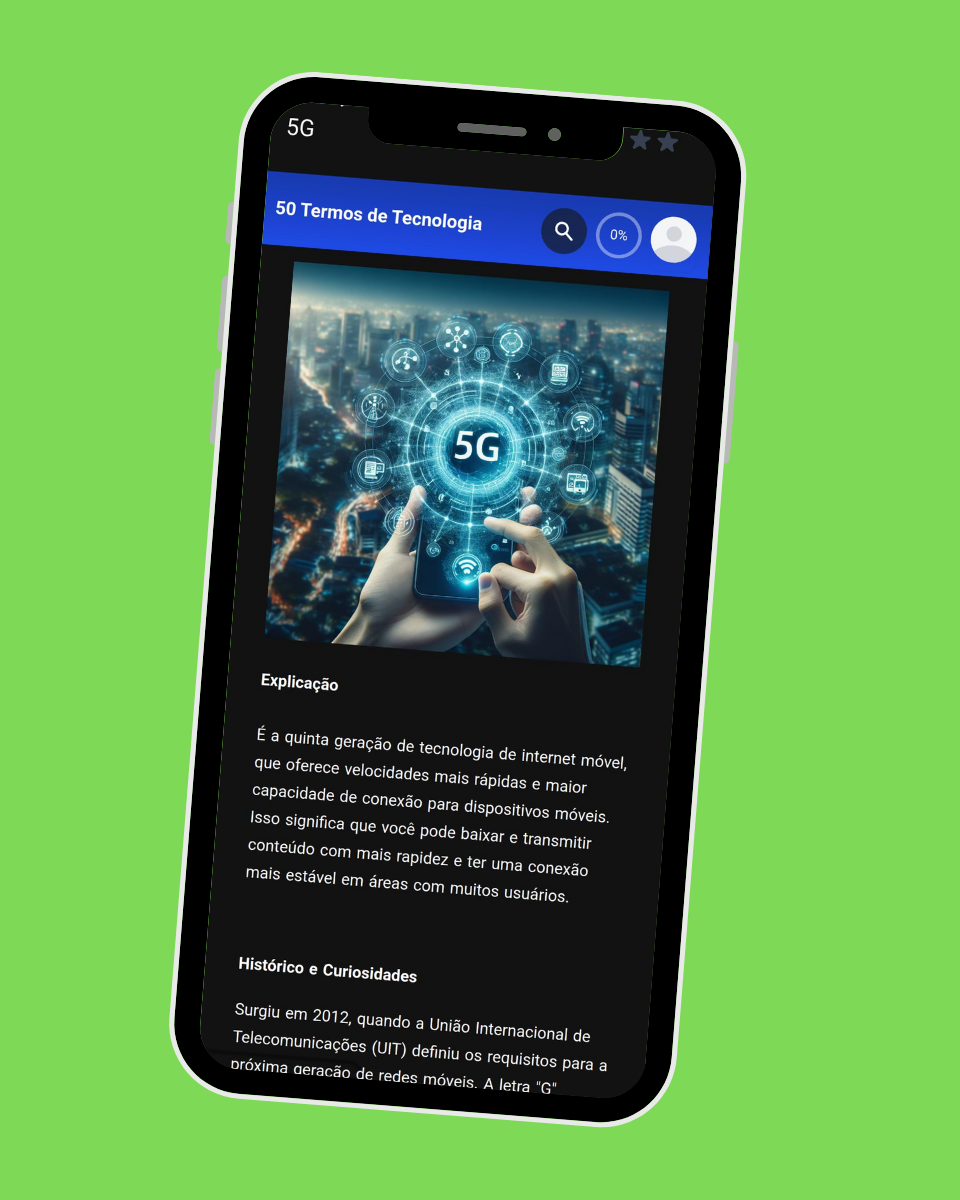 5G
50 Termos de Tecnologia
0%
5G
Explicação
É a quinta geração de tecnologia de internet móvel,
que oferece velocidades mais rápidas e maior
capacidade de conexão para dispositivos móveis.
Isso significa que você pode baixar e transmitir
conteúdo com mais rapidez e ter uma conexão
mais estável em áreas com muitos usuários.
Histórico e Curiosidades
Surgiu em 2012, quando a União Internacional de
Telecomunicações (UIT) definiu os requisitos para a
próxima geração de redes móveis. A letra "G"